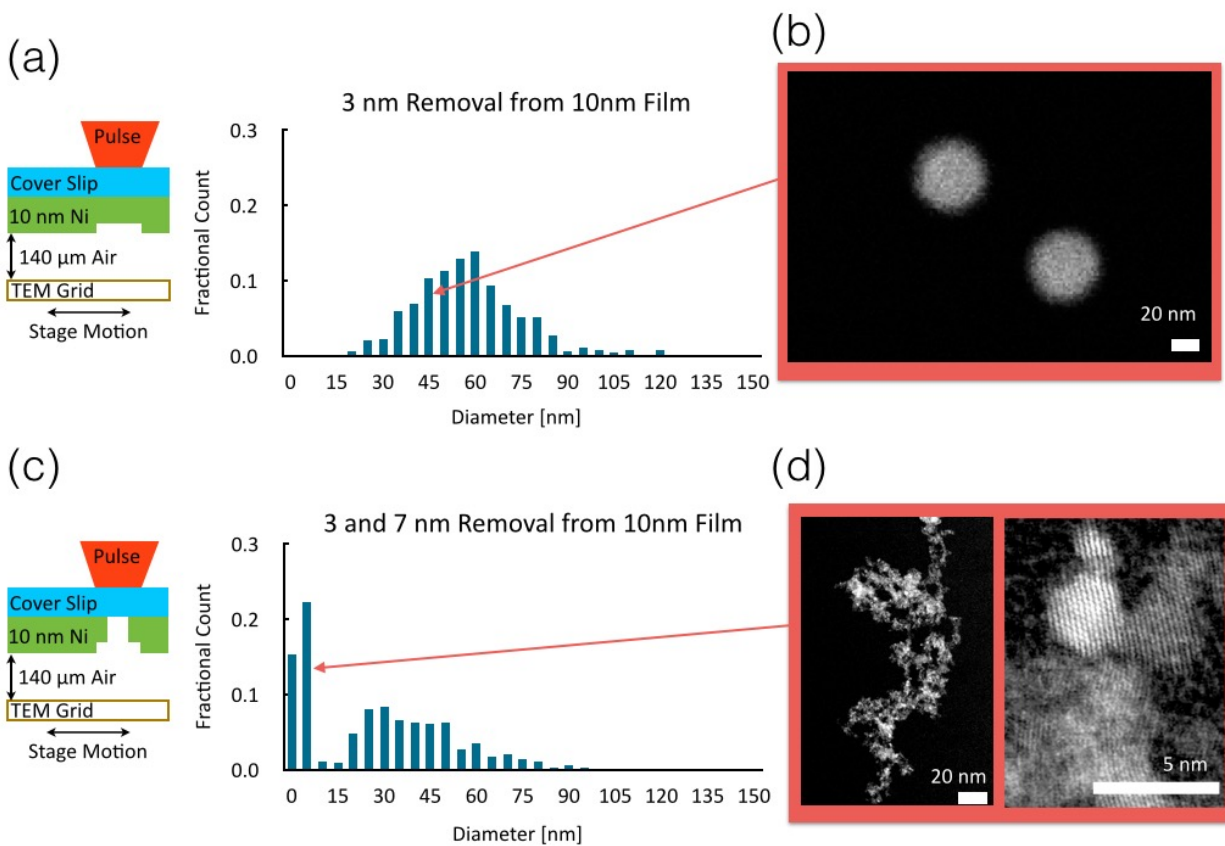 (a)
Pulse
Cover Slip
10 nm Ni
140 μm Air
TEM Grid
Stage Motion
3 nm Removal from 10nm Film
Fractional Count
0.3
0.2
0.1
0.0
0 15 30 45 60 75 90 105 120 135 150
Diameter [nm]
(b)
20 nm
(c)
Pulse
Cover Slip
10 nm Ni
140 μm Air
TEM Grid
Stage Motion
3 and 7 nm Removal from 10nm Film
Fractional Count
0.3
0.2
0.1
0.0
0 15 30 45 60 75 90 105 120 135 150
Diameter [nm]
(d)
20 nm
5 nm